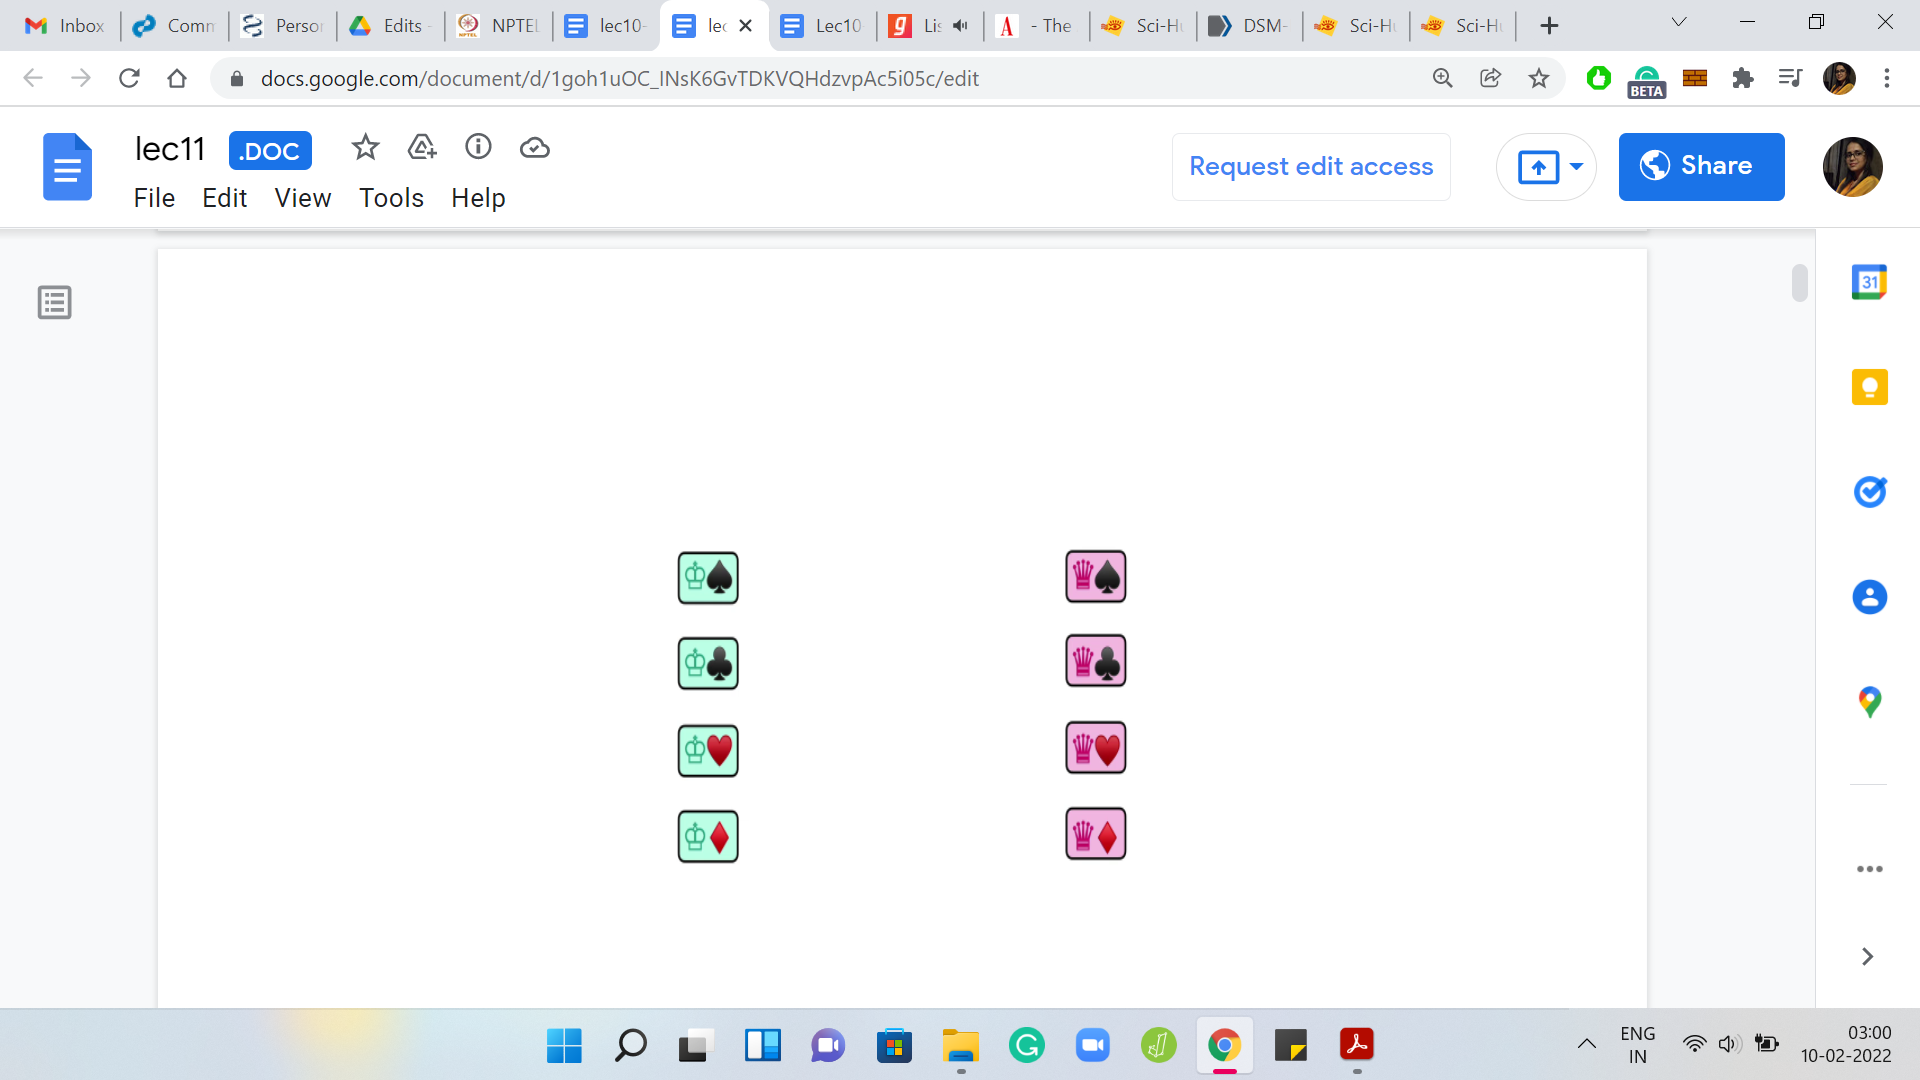 Inbox
Comm
Person
Edits -
NPTEL
lec10-
lec
Lec10
Lis
- The
Sci-Hu
DSM-
Sci-Hu
Sci-Hu
docs.google.com/document/d/1goh1uOC_INsK6GvTDKVQHdzvpAc5i05c/edit
BETA
lec11 .DOC
File Edit View Tools Help
Request edit access
Share
31
ENG
IN
03:00
10-02-2022